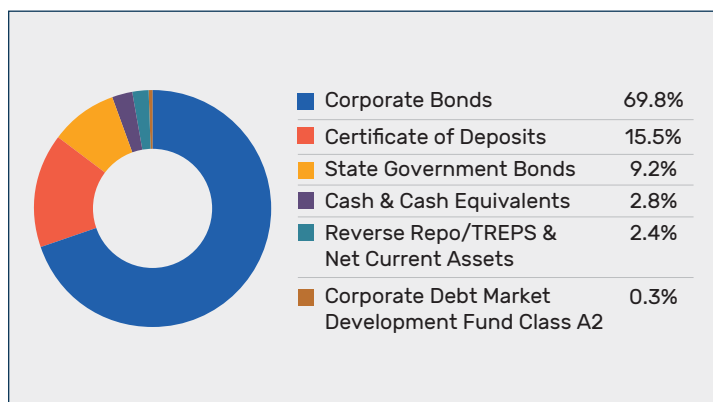 Corporate Bonds 69.8%
Certificate of Deposits 15.5%
State Government Bonds 9.2%
Cash & Cash Equivalents 2.8%
Reverse Repo/TREPS & 2.4%
Net Current Assets
Corporate Debt Market 0.3%
Development Fund Class A2